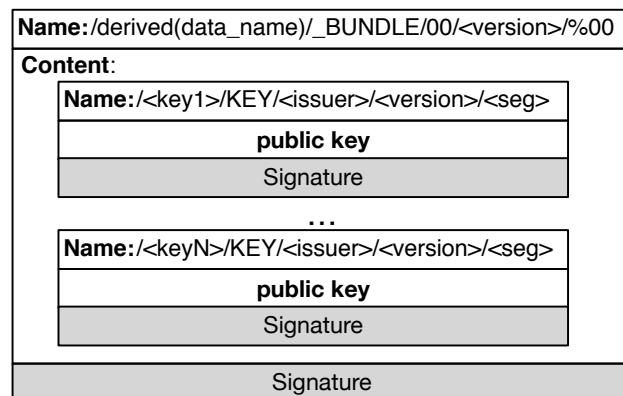 Name:/derived(data_name)/_BUNDLE/00/<version>/%00
Content:
Name:/<key1>/KEY/<issuer>/<version>/<seg>
public key
Signature
...
Name:/<keyN>/KEY/<issuer>/<version>/<seg>
public key
Signature
Signature